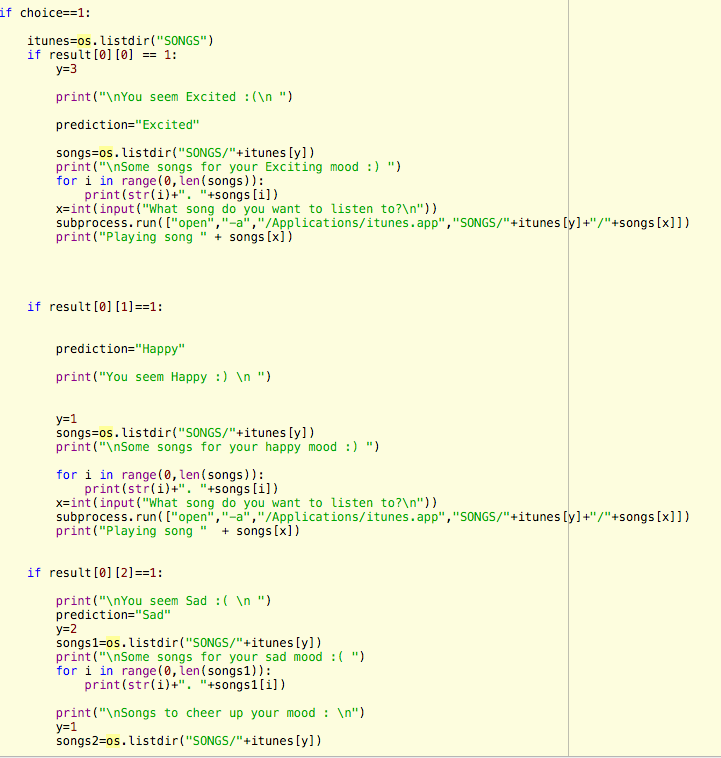 if choice==1:
itunes=os.listdir("SONGS")
if result[0][0] == 1:
y=3
print("\nYou seem Excited :(\n ")
prediction="Excited"
songs=os.listdir("SONGS/"+itunes[y])
print("\nSome songs for your Exciting mood :) ")
for i in range(0,len(songs)):
print(str(i)+". "+songs[i])
x=int(input("What song do you want to listen to?\n"))
subprocess.run(["open","-a","/Applications/itunes.app","SONGS/"+itunes[y]+"/"+songs[x]])
print("Playing song " + songs[x])
if result[0][1]==1:
prediction="Happy"
print("You seem Happy :) \n ")
y=1
songs=os.listdir("SONGS/"+itunes[y])
print("\nSome songs for your happy mood :) ")
for i in range(0,len(songs)):
print(str(i)+". "+songs[i])
x=int(input("What song do you want to listen to?\n"))
subprocess.run(["open","-a","/Applications/itunes.app","SONGS/"+itunes[y]+"/"+songs[x]])
print("Playing song "  + songs[x])
if result[0][2]==1:
print("\nYou seem Sad :( \n ")
prediction="Sad"
y=2
songs1=os.listdir("SONGS/"+itunes[y])
print("\nSome songs for your sad mood :( ")
for i in range(0,len(songs1)):
print(str(i)+". "+songs1[i])
print("\nSongs to cheer up your mood : \n")
y=1
songs2=os.listdir("SONGS/"+itunes[y])